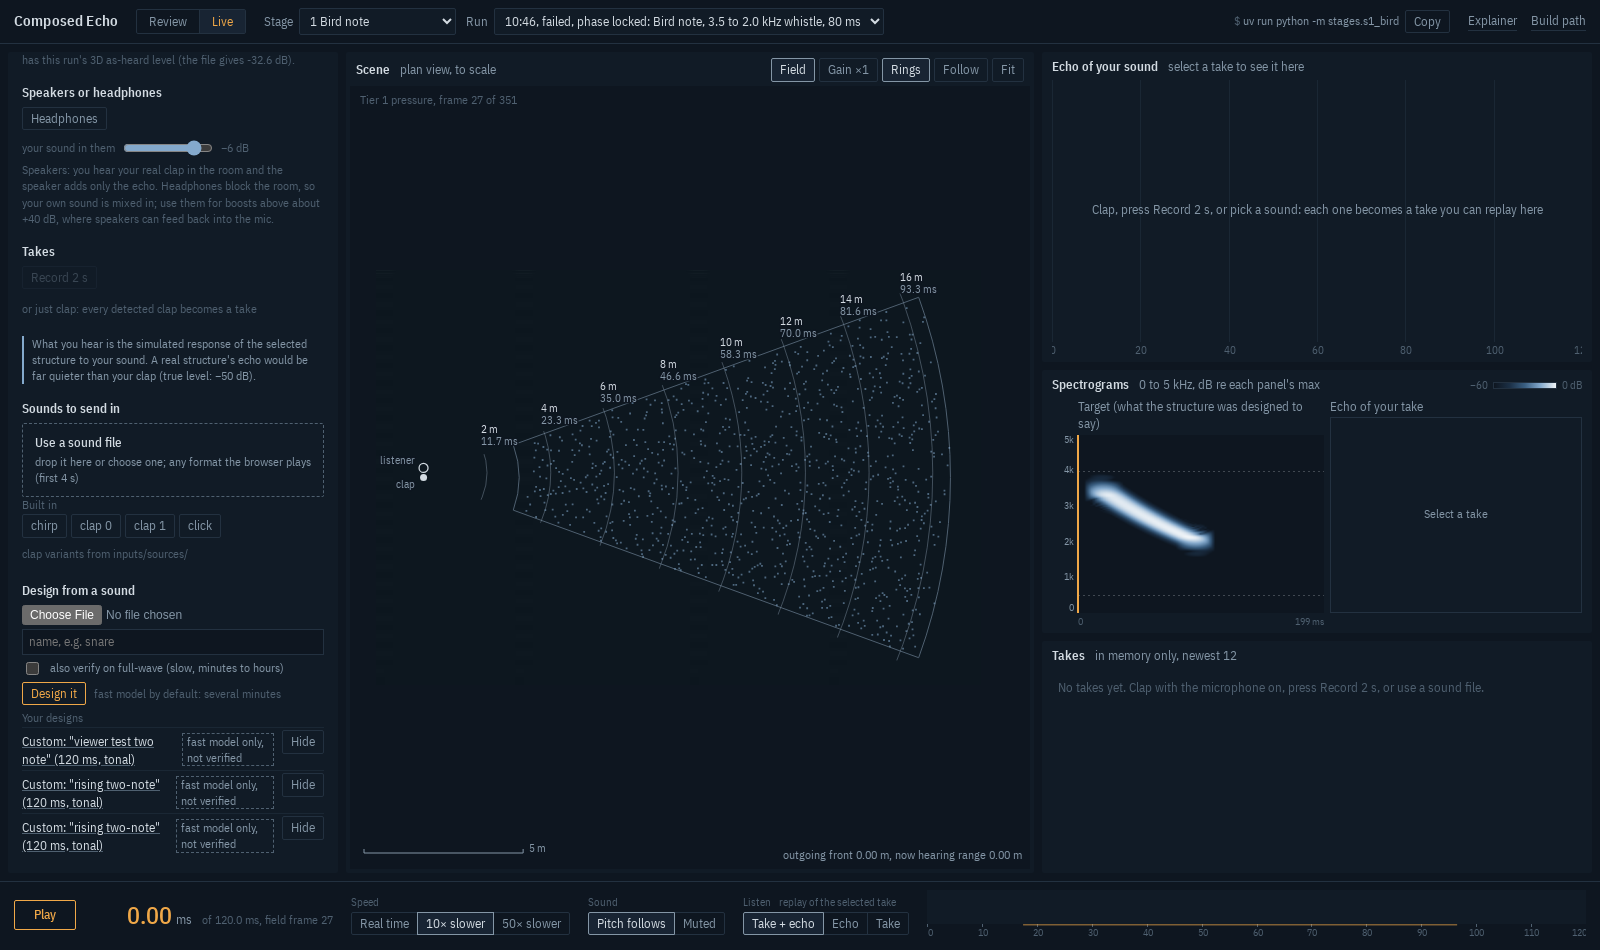 Composed Echo Review Live Stage 1 Bird note Run 10:46, failed, phase locked: Bird note, 3.5 to 2.0 kHz whistle, 80 ms $ uv run python -m stages.s1_bird Copy Explainer Build path
has this run's 3D as-heard level (the file gives -32.6 dB).
Speakers or headphones
Headphones
your sound in them −6 dB
Speakers: you hear your real clap in the room and the
speaker adds only the echo. Headphones block the room, so
your own sound is mixed in; use them for boosts above about
+40 dB, where speakers can feed back into the mic.
Takes
Record 2 s
or just clap: every detected clap becomes a take
What you hear is the simulated response of the selected
structure to your sound. A real structure's echo would be
far quieter than your clap (true level: −50 dB).
Sounds to send in
Use a sound file
drop it here or choose one; any format the browser plays
(first 4 s)
Built in
chirp clap 0 clap 1 click
clap variants from inputs/sources/
Design from a sound
Choose File No file chosen
name, e.g. snare
also verify on full-wave (slow, minutes to hours)
Design it fast model by default: several minutes
Your designs
Custom: "viewer test two
note" (120 ms, tonal)
fast model only,
not verified
Hide
Custom: "rising two-note"
(120 ms, tonal)
fast model only,
not verified
Hide
Custom: "rising two-note"
(120 ms, tonal)
fast model only,
not verified
Hide
Scene plan view, to scale Field Gain ×1 Rings Follow Fit
Tier 1 pressure, frame 27 of 351
16 m
93.3 ms
14 m
81.6 ms
12 m
70.0 ms
10 m
58.3 ms
8 m
46.6 ms
6 m
35.0 ms
4 m
23.3 ms
2 m
11.7 ms
listener
clap
5 m
outgoing front 0.00 m, now hearing range 0.00 m
Echo of your sound select a take to see it here
Clap, press Record 2 s, or pick a sound: each one becomes a take you can replay here
20 40 60 80 100
Spectrograms 0 to 5 kHz, dB re each panel's max −60 0 dB
Target (what the structure was designed to
say)
Echo of your take
5k
4k
3k
2k
1k
0
0 199 ms
Select a take
Takes in memory only, newest 12
No takes yet. Clap with the microphone on, press Record 2 s, or use a sound file.
Play 0.00 ms of 120.0 ms, field frame 27
Speed
Real time 10× slower 50× slower
Sound
Pitch follows Muted
Listen replay of the selected take
Take + echo Echo Take
0 10 20 30 40 50 60 70 80 90 100 110 120